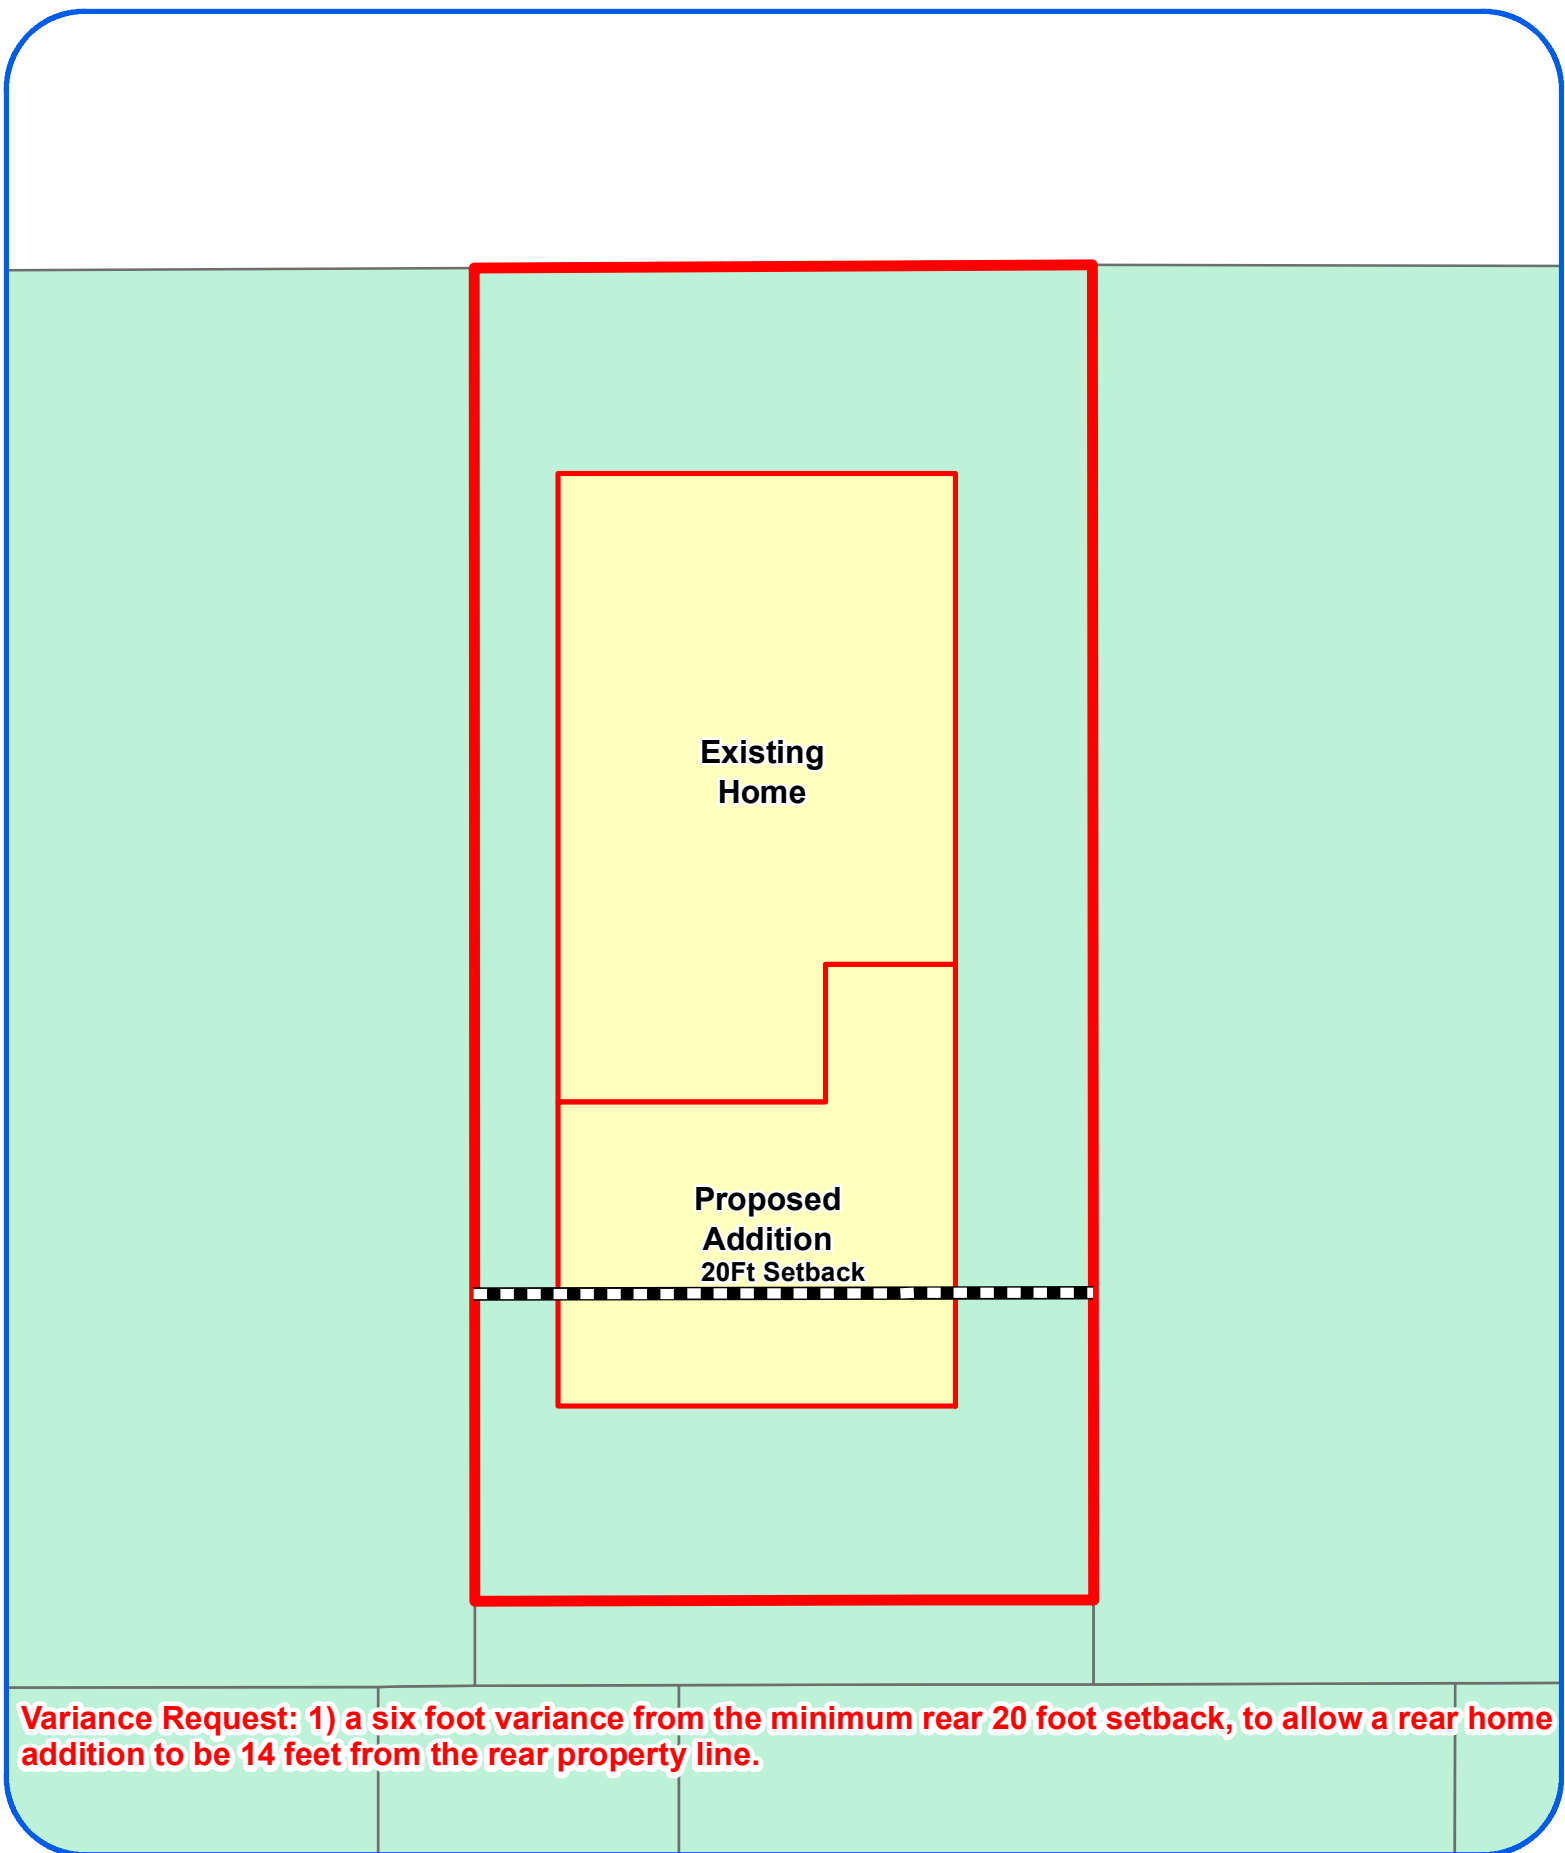 Existing
Home
Proposed
Addition
20Ft Setback
Variance Request: 1) a six foot variance from the minimum rear 20 foot setback, to allow a rear home
addition to be 14 feet from the rear property line.